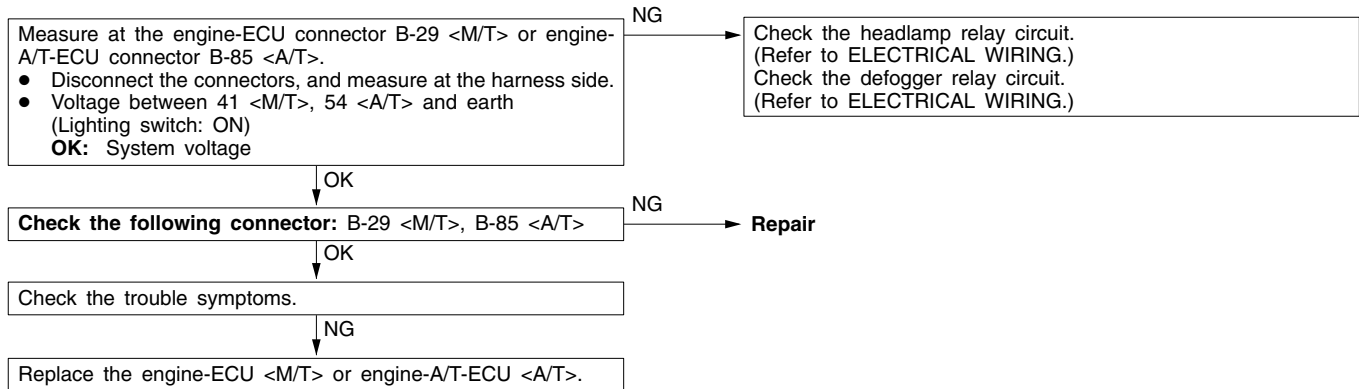 Measure at the engine-ECU connector B-29 <M/T> or engine-
A/T-ECU connector B-85 <A/T>.
● Disconnect the connectors, and measure at the harness side.
● Voltage between 41 <M/T>, 54 <A/T> and earth
(Lighting switch: ON)
OK: System voltage
NG
Check the headlamp relay circuit.
(Refer to ELECTRICAL WIRING.)
Check the defogger relay circuit.
(Refer to ELECTRICAL WIRING.)
OK
Check the following connector: B-29 <M/T>, B-85 <A/T>
NG
Repair
OK
Check the trouble symptoms.
NG
Replace the engine-ECU <M/T> or engine-A/T-ECU <A/T>.